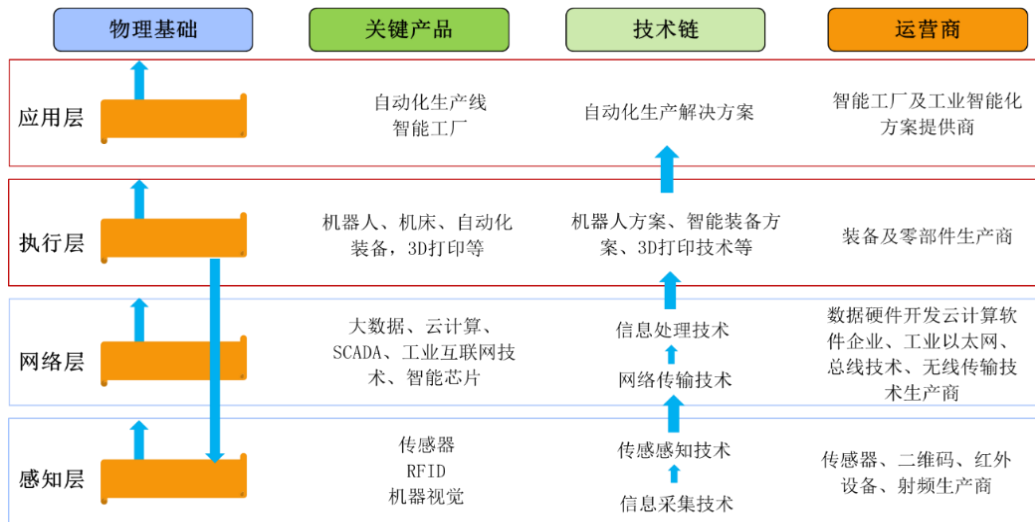 物理基础
关键产品
技术链
运营商
应用层
自动化生产线
智能工厂
自动化生产解决方案
智能工厂及工业智能化
方案提供商
执行层
机器人、机床、自动化
装备，3D打印等
机器人方案、智能装备方
案、3D打印技术等
装备及零部件生产商
网络层
大数据、云计算、
SCADA、工业互联网技
术、智能芯片
信息处理技术
网络传输技术
数据硬件开发云计算软
件企业、工业以太网、
总线技术、无线传输技
术生产商
感知层
传感器
RFID
机器视觉
传感感知技术
信息采集技术
传感器、二维码、红外
设备、射频生产商